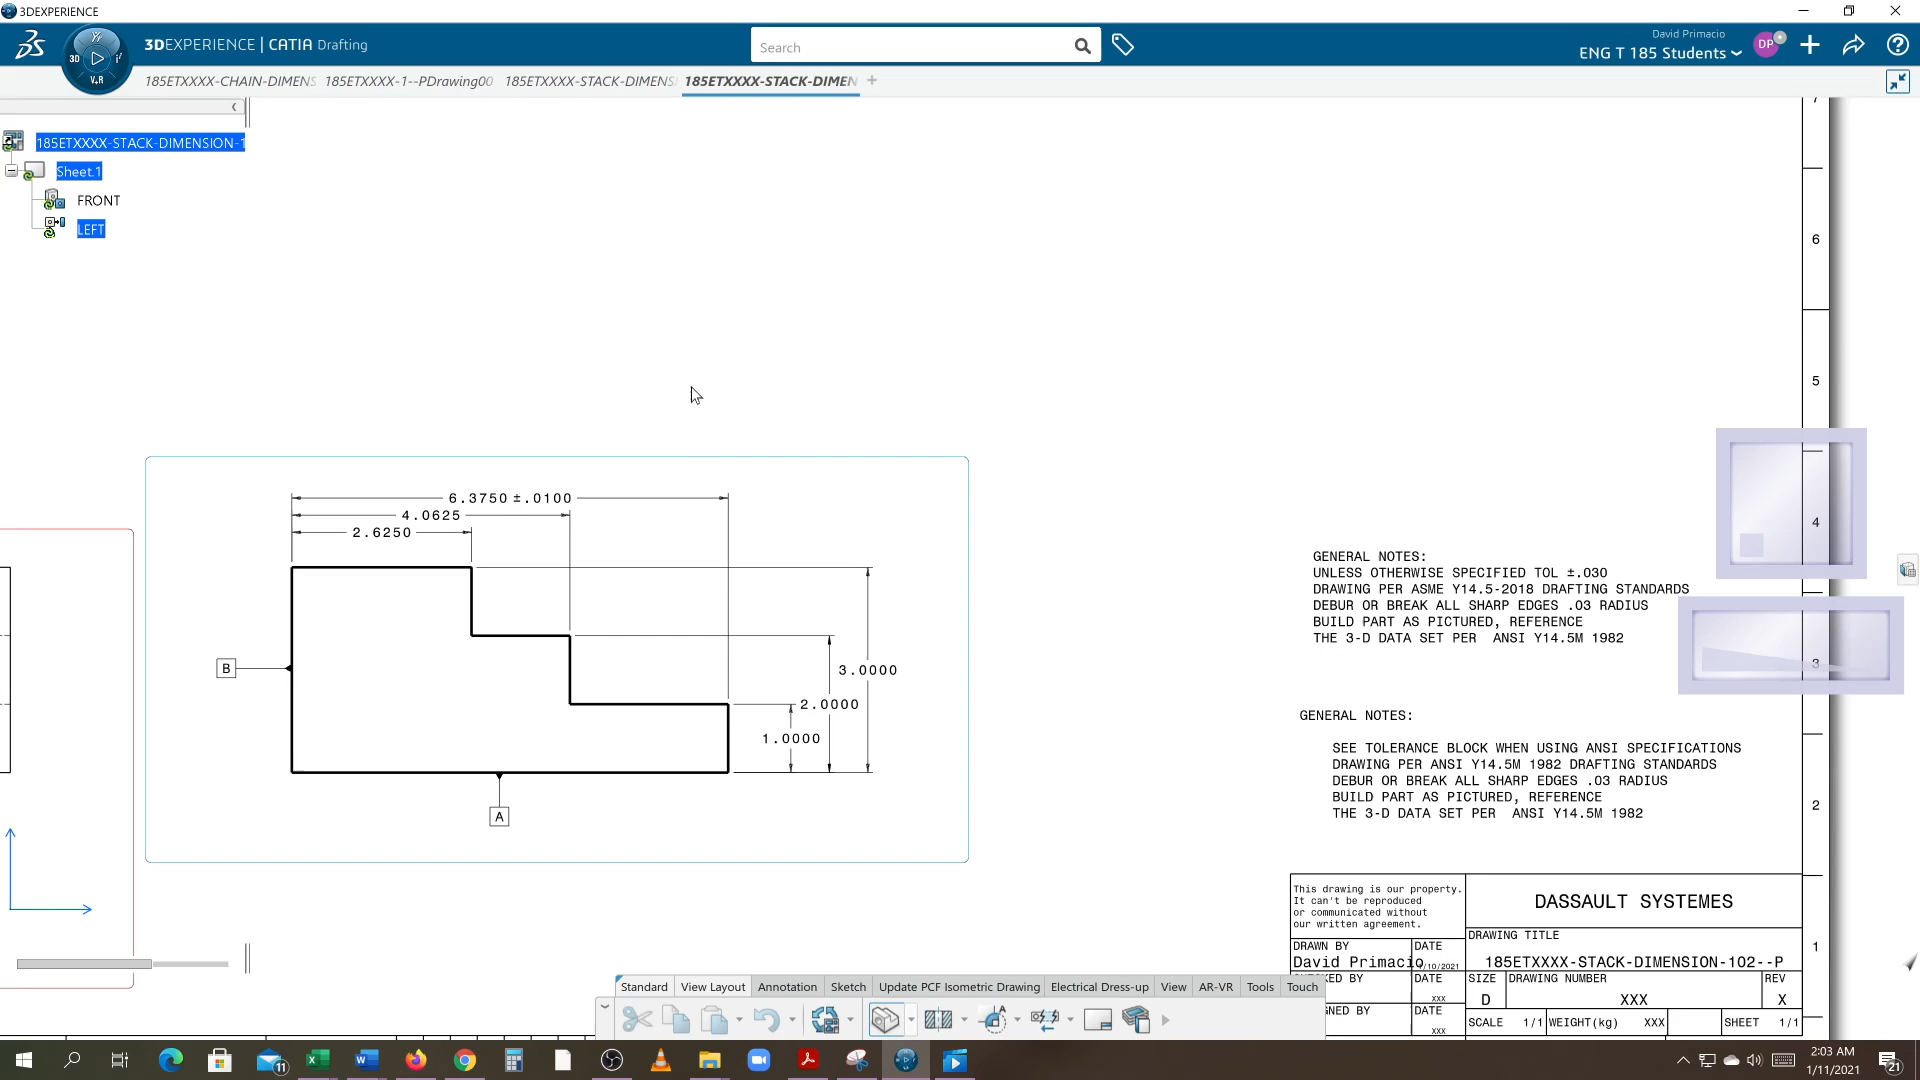 3DEXPERIENCE
3DEXPERIENCE | CATIA Drafting
Search
David Primacio
ENG T 185 Students
DP
3D
V+R
185ETXXXX-CHAIN-DIMENS
185ETXXXX-1--PDrawing00
185ETXXXX-STACK-DIMENS
185ETXXXX-STACK-DIMEN
185ETXXXX-STACK-DIMENSION-1
Sheet.1
FRONT
LEFT
7
6
5
4
3
2
1
6.3750 ±.0100
4.0625
2.6250
3.0000
2.0000
1.0000
B
A
GENERAL NOTES:
UNLESS OTHERWISE SPECIFIED TOL ±.030
DRAWING PER ASME Y14.5-2018 DRAFTING STANDARDS
DEBUR OR BREAK ALL SHARP EDGES .03 RADIUS
BUILD PART AS PICTURED, REFERENCE
THE 3-D DATA SET PER ANSI Y14.5M 1982
GENERAL NOTES:
SEE TOLERANCE BLOCK WHEN USING ANSI SPECIFICATIONS
DRAWING PER ANSI Y14.5M 1982 DRAFTING STANDARDS
DEBUR OR BREAK ALL SHARP EDGES .03 RADIUS
BUILD PART AS PICTURED, REFERENCE
THE 3-D DATA SET PER ANSI Y14.5M 1982
This drawing is our property.
It can't be reproduced
or communicated without
our written agreement.
DASSAULT SYSTEMES
DRAWING TITLE
185ETXXXX-STACK-DIMENSION-102--P
DRAWN BY
David Primacio
DATE
/10/2021
DATE
XXX
GNED BY
DATE
XXX
SIZE
D
DRAWING NUMBER
XXX
REV
X
SCALE 1/1
WEIGHT(kg) XXX
SHEET 1/1
Standard View Layout Annotation Sketch Update PCF Isometric Drawing Electrical Dress-up View AR-VR Tools Touch
11
2:03 AM
1/11/2021
21